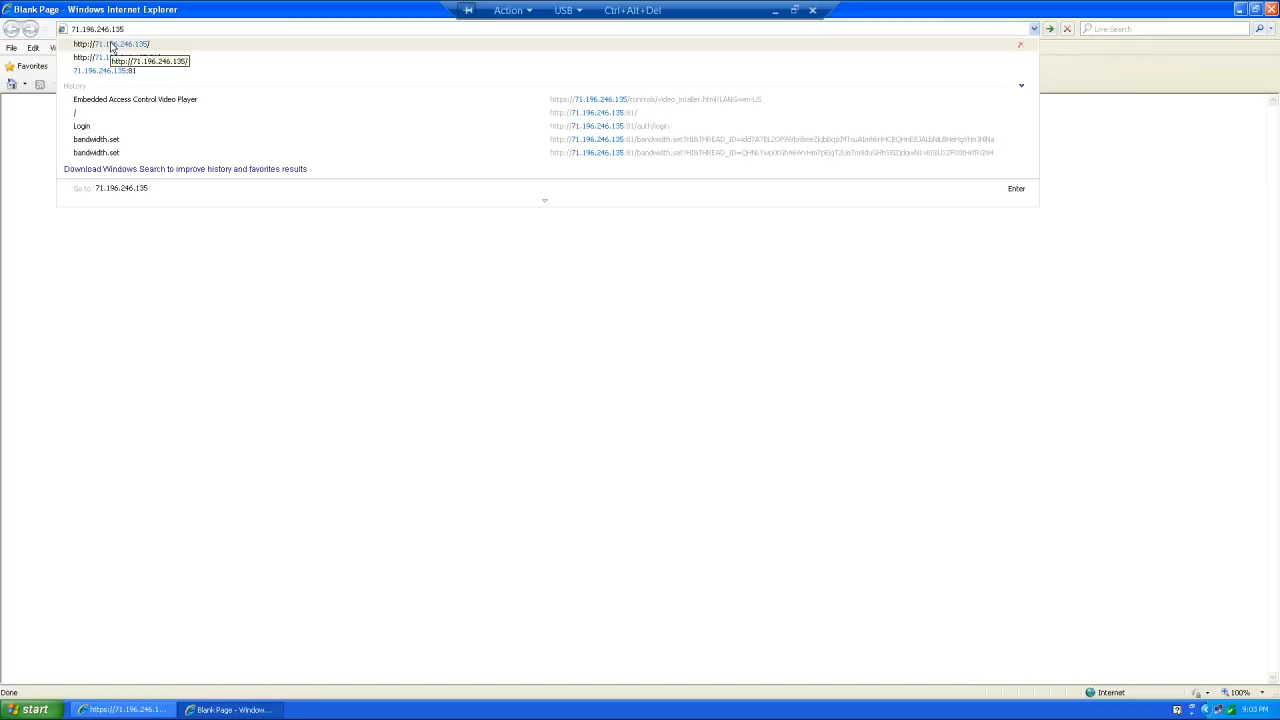 Blank Page - Windows Internet Explorer
Action USB Ctrl+Alt+Del
71.196.246.135
Live Search
File Edit
http://71.196.246.135/
http://71.1
http://71.196.246.135/
71.196.246.135:81
Favorites
History
Embedded Access Control Video Player https://71.196.246.135/controls/video_intaller.html?LANG=en-US
/ http://71.196.246.135:81/
Login http://71.196.246.135:81/auth/login
bandwidth.set
bandwidth.set
Download Windows Search to improve history and favorites results
Go to '71.196.246.135' Enter
Done Internet 100%
start https://71.196.246.1... Blank Page - Window... 9:03 PM